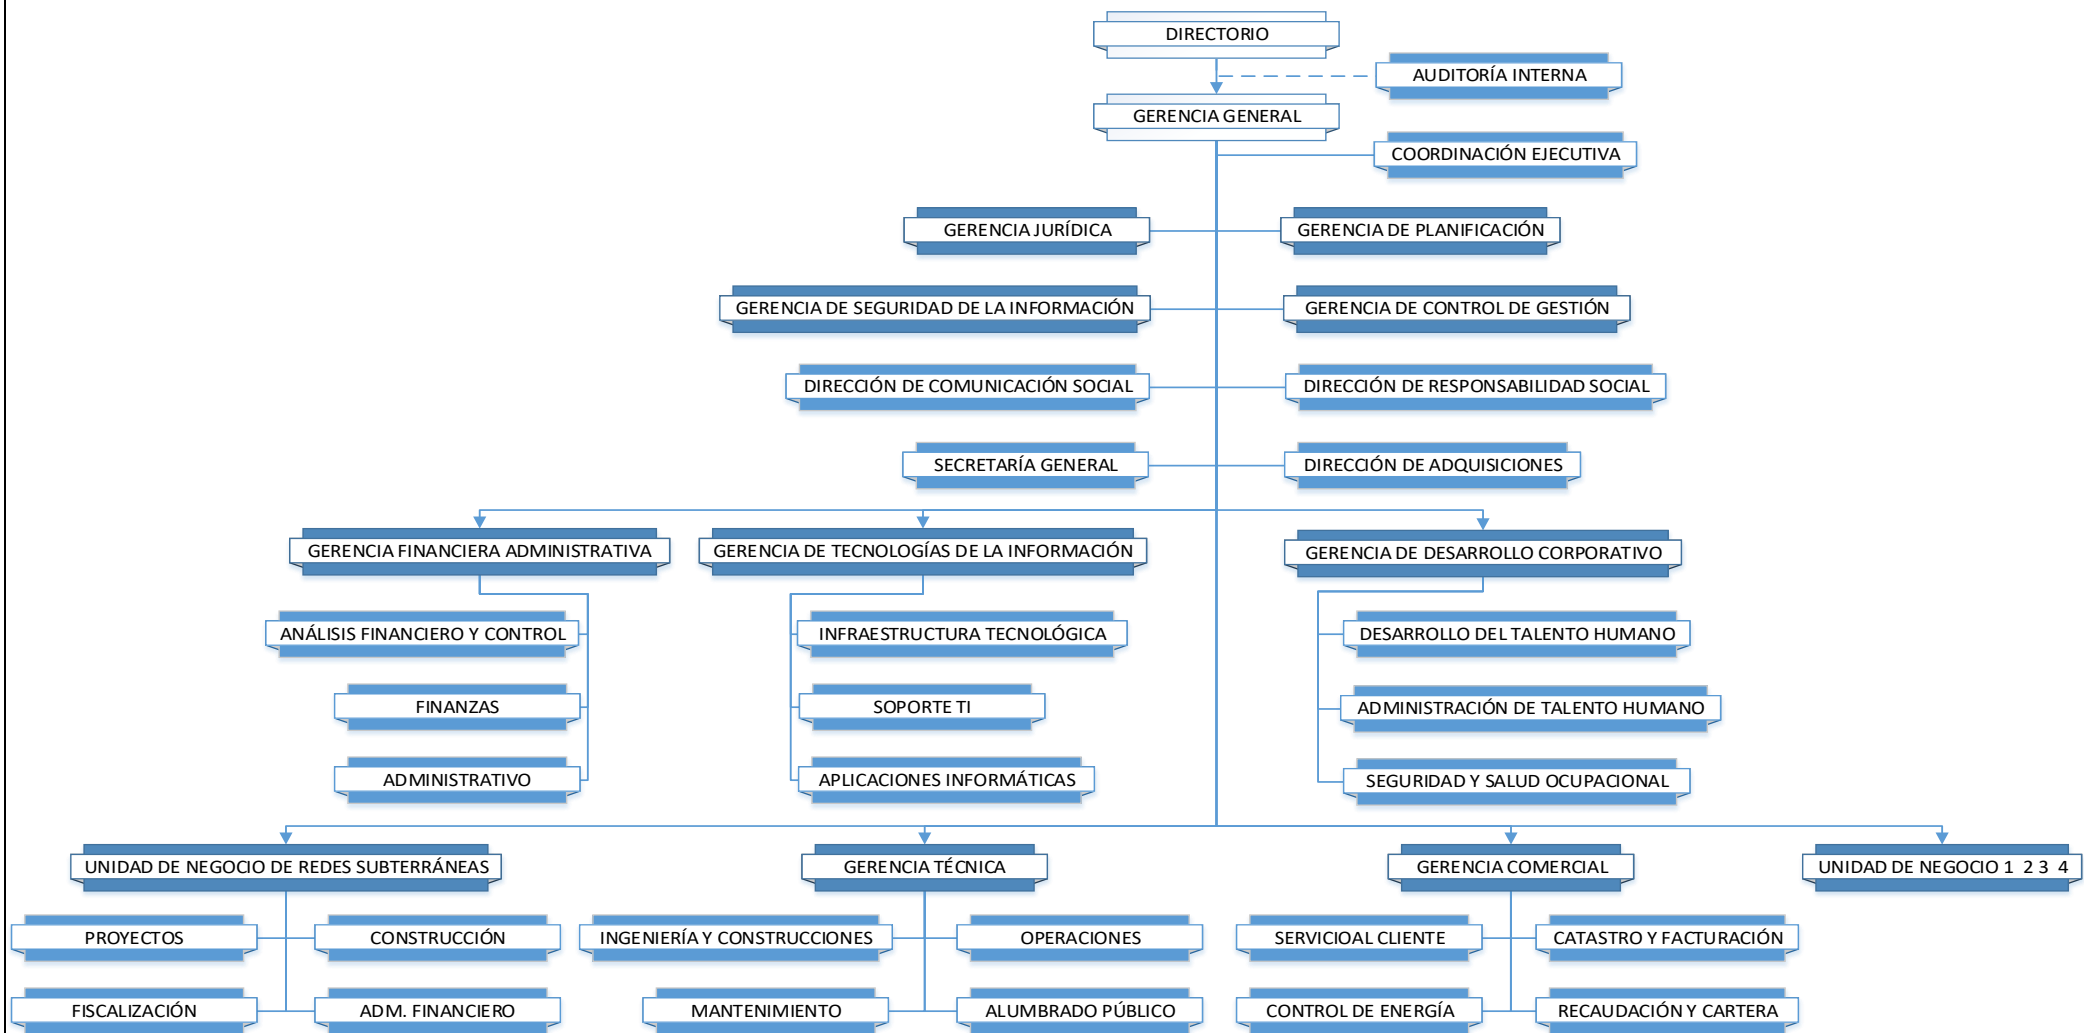 DIRECTORIO
AUDITORÍA INTERNA
GERENCIA GENERAL
COORDINACIÓN EJECUTIVA
GERENCIA JURÍDICA
GERENCIA DE PLANIFICACIÓN
GERENCIA DE SEGURIDAD DE LA INFORMACIÓN
GERENCIA DE CONTROL DE GESTIÓN
DIRECCIÓN DE COMUNICACIÓN SOCIAL
DIRECCIÓN DE RESPONSABILIDAD SOCIAL
SECRETARÍA GENERAL
DIRECCIÓN DE ADQUISICIONES
GERENCIA FINANCIERA ADMINISTRATIVA
GERENCIA DE TECNOLOGÍAS DE LA INFORMACIÓN
GERENCIA DE DESARROLLO CORPORATIVO
ANÁLISIS FINANCIERO Y CONTROL
INFRAESTRUCTURA TECNOLÓGICA
DESARROLLO DEL TALENTO HUMANO
FINANZAS
SOPORTE TI
ADMINISTRACIÓN DE TALENTO HUMANO
ADMINISTRATIVO
APLICACIONES INFORMÁTICAS
SEGURIDAD Y SALUD OCUPACIONAL
UNIDAD DE NEGOCIO DE REDES SUBTERRÁNEAS
GERENCIA TÉCNICA
GERENCIA COMERCIAL
UNIDAD DE NEGOCIO 1 2 3 4
PROYECTOS
CONSTRUCCIÓN
INGENIERÍA Y CONSTRUCCIONES
OPERACIONES
SERVICIOAL CLIENTE
CATASTRO Y FACTURACIÓN
FISCALIZACIÓN
ADM. FINANCIERO
MANTENIMIENTO
ALUMBRADO PÚBLICO
CONTROL DE ENERGÍA
RECAUDACIÓN Y CARTERA